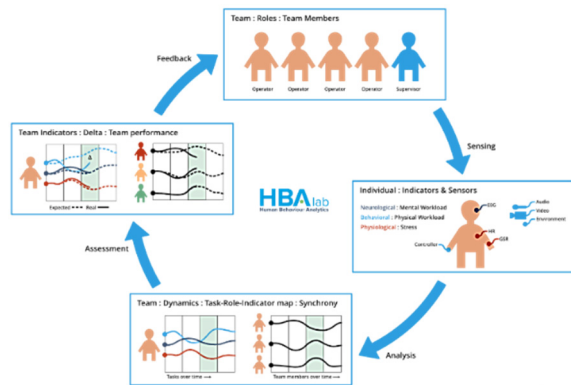 Team : Roles : Team Members
Operator Operator Operator Operator Supervisor
Feedback
Sensing
Team Indicators : Delta : Team performance
Δ
Expected Real
HBA lab
Human Behaviour Analytics
Individual : Indicators & Sensors
Neurological : Mental Workload
Behavioral : Physical Workload
Physiological : Stress
EEG
Audio
Video
Environment
HR
GSR
Controller
Assessment
Analysis
Team : Dynamics : Task-Role-Indicator map : Synchrony
Tasks over time
Team members over time